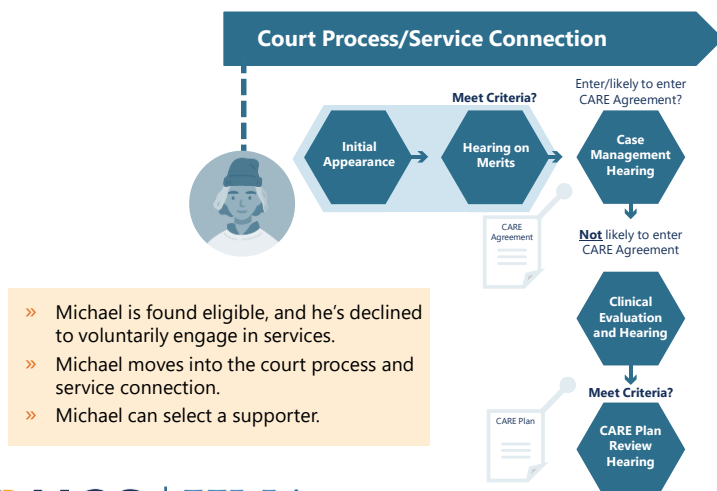 Court Process/Service Connection
Meet Criteria?
Enter/likely to enter
CARE Agreement?
Initial
Appearance
Hearing on
Merits
Case
Management
Hearing
CARE
Agreement
Not likely to enter
CARE Agreement
Clinical
Evaluation
and Hearing
Meet Criteria?
CARE Plan
CARE Plan
Review
Hearing
» Michael is found eligible, and he's declined
to voluntarily engage in services.
» Michael moves into the court process and
service connection.
» Michael can select a supporter.